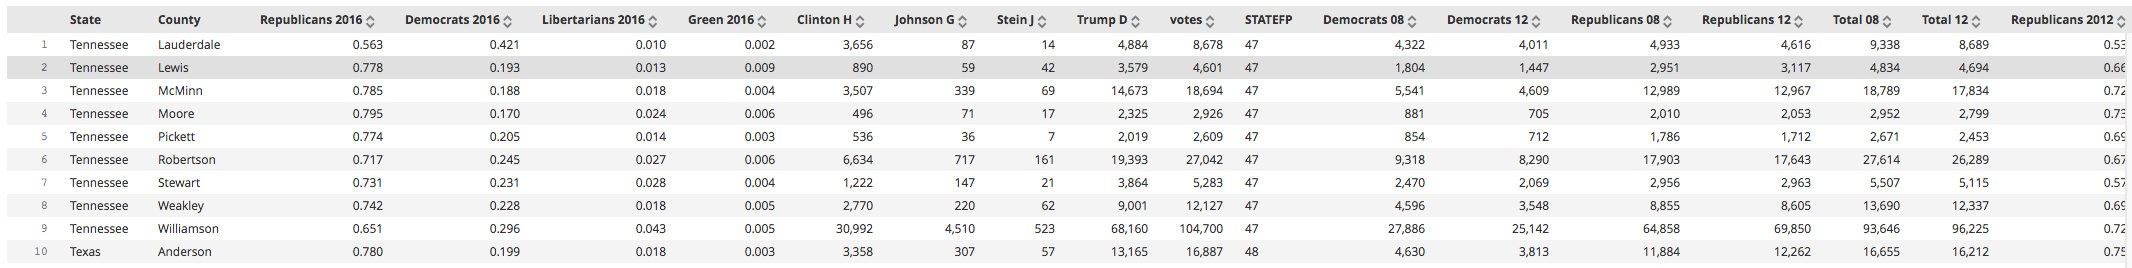 State County Republicans 2016 Democrats 2016 Libertarians 2016 Green 2016 Clinton H Johnson G Stein J Trump D votes STATEFP Democrats 08 Democrats 12 Republicans 08 Republicans 12 Total 08 Total 12 Republicans 2012
1 Tennessee Lauderdale 0.563 0.421 0.010 0.002 3,656 87 14 4,884 8,678 47 4,322 4,011 4,933 4,616 9,338 8,689 0.53
2 Tennessee Lewis 0.778 0.193 0.013 0.009 890 59 42 3,579 4,601 47 1,804 1,447 2,951 3,117 4,834 4,694 0.66
3 Tennessee McMinn 0.785 0.188 0.018 0.004 3,507 339 69 14,673 18,694 47 5,541 4,609 12,989 12,967 18,789 17,834 0.72
4 Tennessee Moore 0.795 0.170 0.024 0.006 496 71 17 2,325 2,926 47 881 705 2,010 2,053 2,952 2,799 0.73
5 Tennessee Pickett 0.774 0.205 0.014 0.003 536 36 7 2,019 2,609 47 854 712 1,786 1,712 2,671 2,453 0.69
6 Tennessee Robertson 0.717 0.245 0.027 0.006 6,634 717 161 19,393 27,042 47 9,318 8,290 17,903 17,643 27,614 26,289 0.67
7 Tennessee Stewart 0.731 0.231 0.028 0.004 1,222 147 21 3,864 5,283 47 2,470 2,069 2,956 2,963 5,507 5,115 0.57
8 Tennessee Weakley 0.742 0.228 0.018 0.005 2,770 220 62 9,001 12,127 47 4,596 3,548 8,855 8,605 13,690 12,337 0.69
9 Tennessee Williamson 0.651 0.296 0.043 0.005 30,992 4,510 523 68,160 104,700 47 27,886 25,142 64,858 69,850 93,646 96,225 0.72
10 Texas Anderson 0.780 0.199 0.018 0.003 3,358 307 57 13,165 16,887 48 4,630 3,813 11,884 12,262 16,655 16,212 0.75